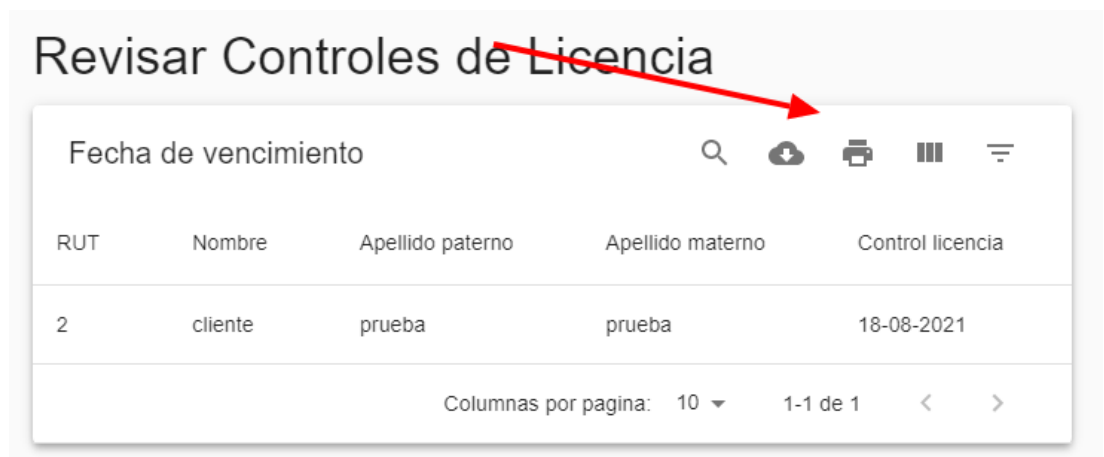 Revisar Controles de Licencia
Fecha de vencimiento
RUT Nombre Apellido paterno Apellido materno Control licencia
2 cliente prueba prueba 18-08-2021
Columnas por pagina: 10 1-1 de 1